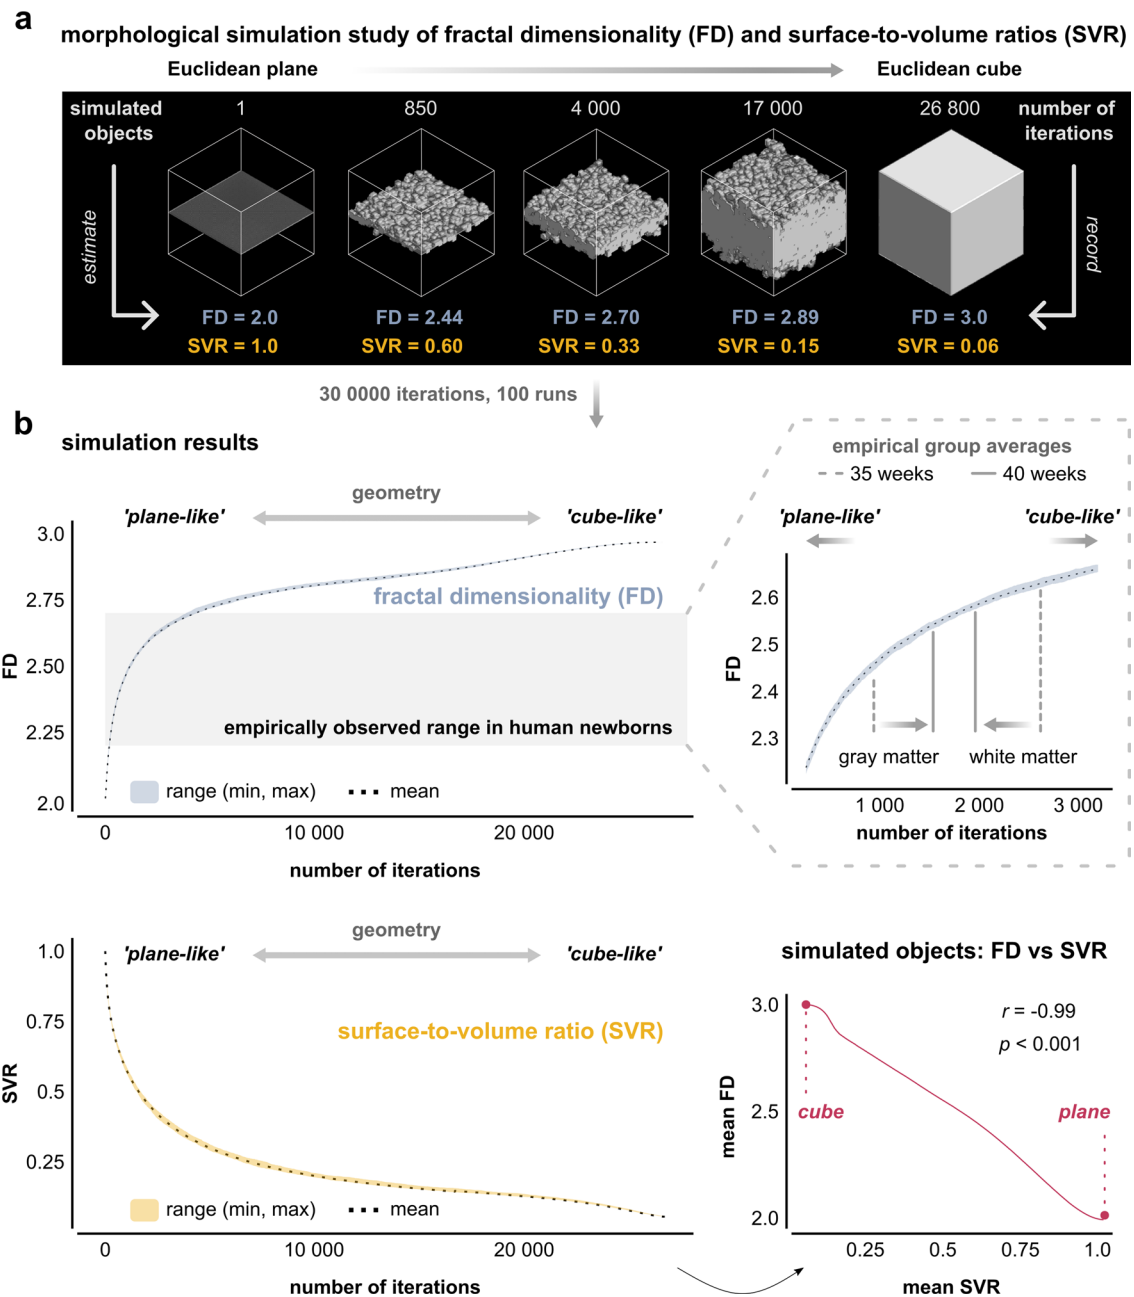 a
morphological simulation study of fractal dimensionality (FD) and surface-to-volume ratios (SVR)
Euclidean plane
Euclidean cube
simulated objects
1
850
4 000
17 000
26 800
number of iterations
estimate
record
FD = 2.0
FD = 2.44
FD = 2.70
FD = 2.89
FD = 3.0
SVR = 1.0
SVR = 0.60
SVR = 0.33
SVR = 0.15
SVR = 0.06
30 0000 iterations, 100 runs
b
simulation results
geometry
'plane-like'
'cube-like'
3.0
2.75
2.50
2.25
2.0
FD
fractal dimensionality (FD)
empirically observed range in human newborns
range (min, max)
mean
0
10 000
20 000
number of iterations
empirical group averages
35 weeks
40 weeks
'plane-like'
'cube-like'
2.6
2.5
2.4
2.3
FD
gray matter
white matter
1 000
2 000
3 000
number of iterations
geometry
'plane-like'
'cube-like'
1.0
0.75
0.5
0.25
SVR
surface-to-volume ratio (SVR)
range (min, max)
mean
0
10 000
20 000
number of iterations
simulated objects: FD vs SVR
3.0
2.5
2.0
mean FD
r = -0.99
p < 0.001
cube
plane
0.25
0.5
0.75
1.0
mean SVR